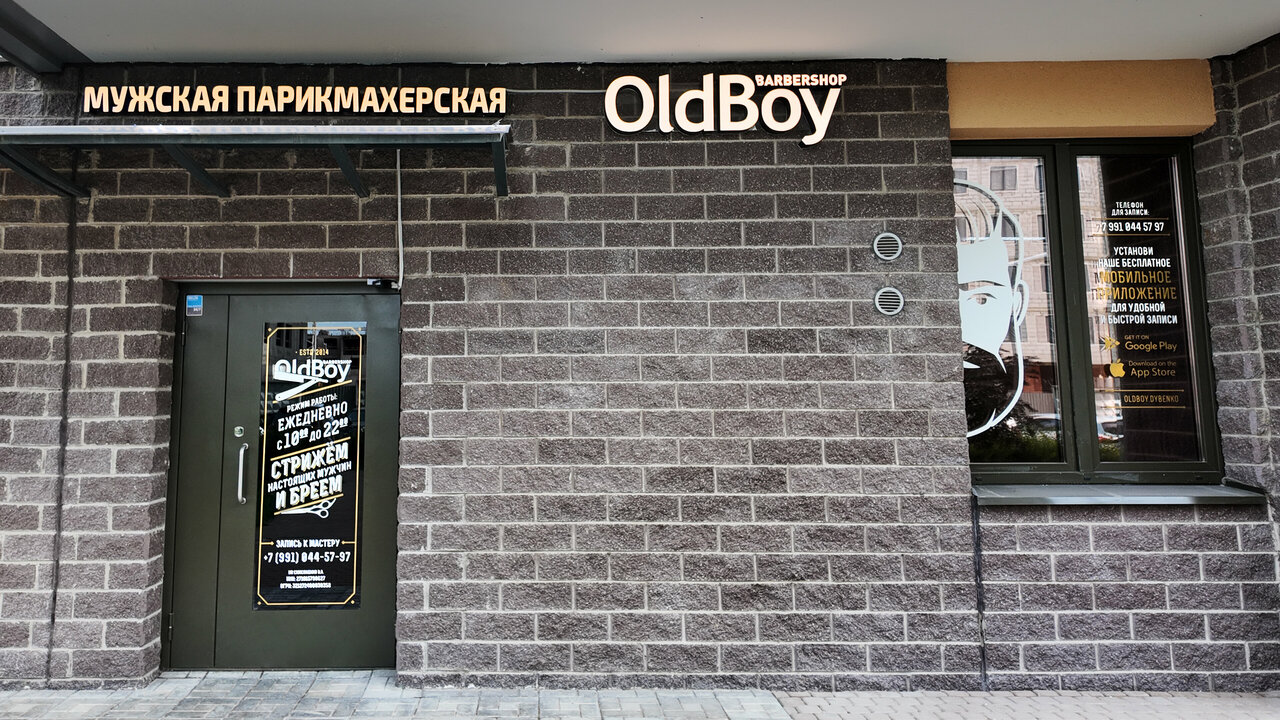 МУЖСКАЯ ПАРИКМАХЕРСКАЯ
OldBoy
BARBERSHOP
ESTD 2014
OldBoy
BARBERSHOP
РЕЖИМ РАБОТЫ:
ЕЖЕДНЕВНО
С 10⁰⁰ ДО 22⁰⁰
СТРИЖЁМ
НАСТОЯЩИХ МУЖЧИН
И БРЕЕМ
ЗАПИСЬ К МАСТЕРУ
+7 (991) 044-57-97
ТЕЛЕФОН
ДЛЯ ЗАПИСИ:
+7 991 044 57 97
УСТАНОВИ
НАШЕ БЕСПЛАТНОЕ
МОБИЛЬНОЕ
ПРИЛОЖЕНИЕ
ДЛЯ УДОБНОЙ
И БЫСТРОЙ ЗАПИСИ
GET IT ON
Google Play
Download on the
App Store
OLDBOY DYBENKO